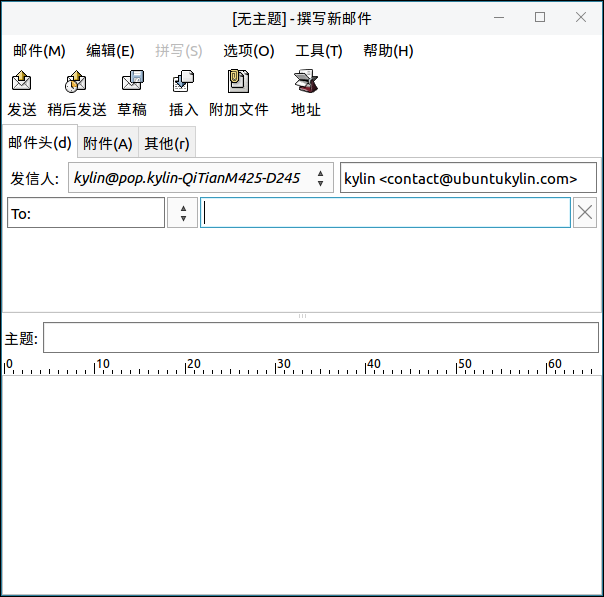 [无主题] - 撰写新邮件
邮件(M) 编辑(E) 拼写(S) 选项(O) 工具(T) 帮助(H)
发送 稍后发送 草稿 插入 附加文件 地址
邮件头(d) 附件(A) 其他(r)
发信人: kylin@pop.kylin-QiTianM425-D245 kylin <contact@ubuntukylin.com>
To:
主题:
0 10 20 30 40 50 60